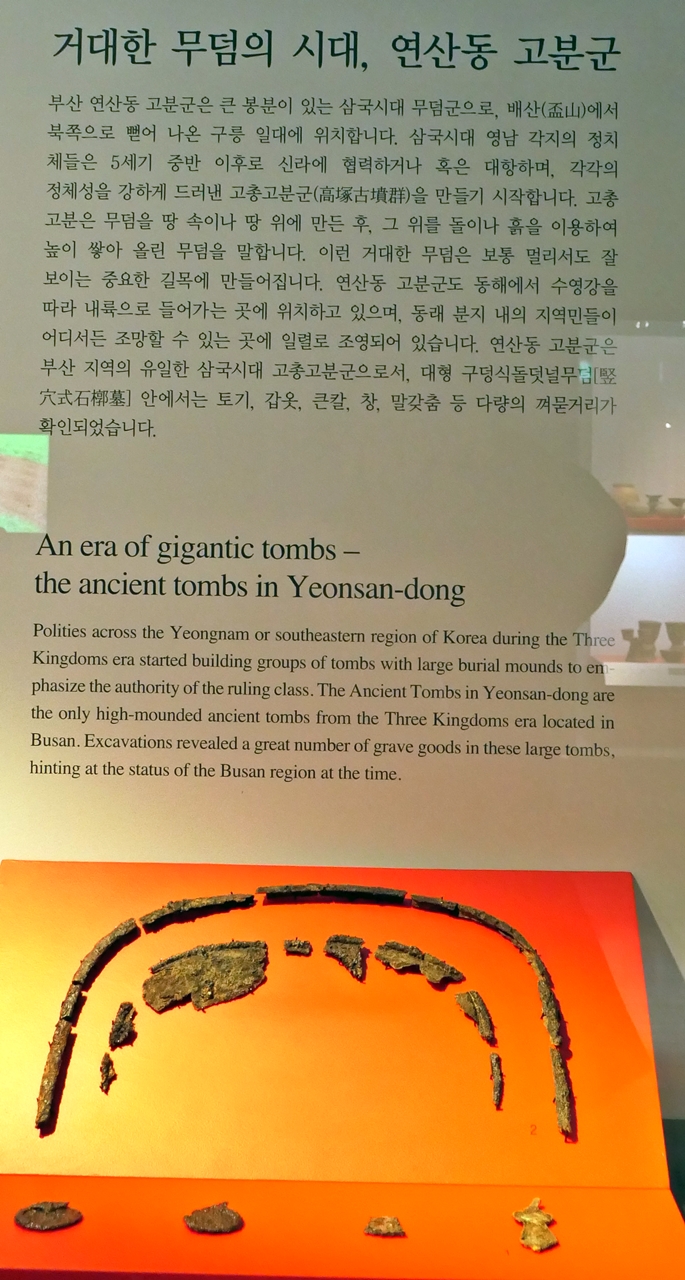 거대한 무덤의 시대, 연산동 고분군
부산 연산동 고분군은 큰 봉분이 있는 삼국시대 무덤군으로, 배산(盃山)에서
북쪽으로 뻗어 나온 구릉 일대에 위치합니다. 삼국시대 영남 각지의 정치
체들은 5세기 중반 이후로 신라에 협력하거나 혹은 대항하며, 각각의
정체성을 강하게 드러낸 고총고분군(高塚古墳群)을 만들기 시작합니다. 고총
고분은 무덤을 땅 속이나 땅 위에 만든 후, 그 위를 돌이나 흙을 이용하여
높이 쌓아 올린 무덤을 말합니다. 이런 거대한 무덤은 보통 멀리서도 잘
보이는 중요한 길목에 만들어집니다. 연산동 고분군도 동해에서 수영강을
따라 내륙으로 들어가는 곳에 위치하고 있으며, 동래 분지 내의 지역민들이
어디서든 조망할 수 있는 곳에 일렬로 조영되어 있습니다. 연산동 고분군은
부산 지역의 유일한 삼국시대 고총고분군으로서, 대형 구덩식돌덧널무덤[竪
穴式石槨墓] 안에서는 토기, 갑옷, 큰칼, 창, 말갖춤 등 다량의 껴묻거리가
확인되었습니다.
An era of gigantic tombs –
the ancient tombs in Yeonsan-dong
Polities across the Yeongnam or southeastern region of Korea during the Three
Kingdoms era started building groups of tombs with large burial mounds to em-
phasize the authority of the ruling class. The Ancient Tombs in Yeonsan-dong are
the only high-mounded ancient tombs from the Three Kingdoms era located in
Busan. Excavations revealed a great number of grave goods in these large tombs,
hinting at the status of the Busan region at the time.
2